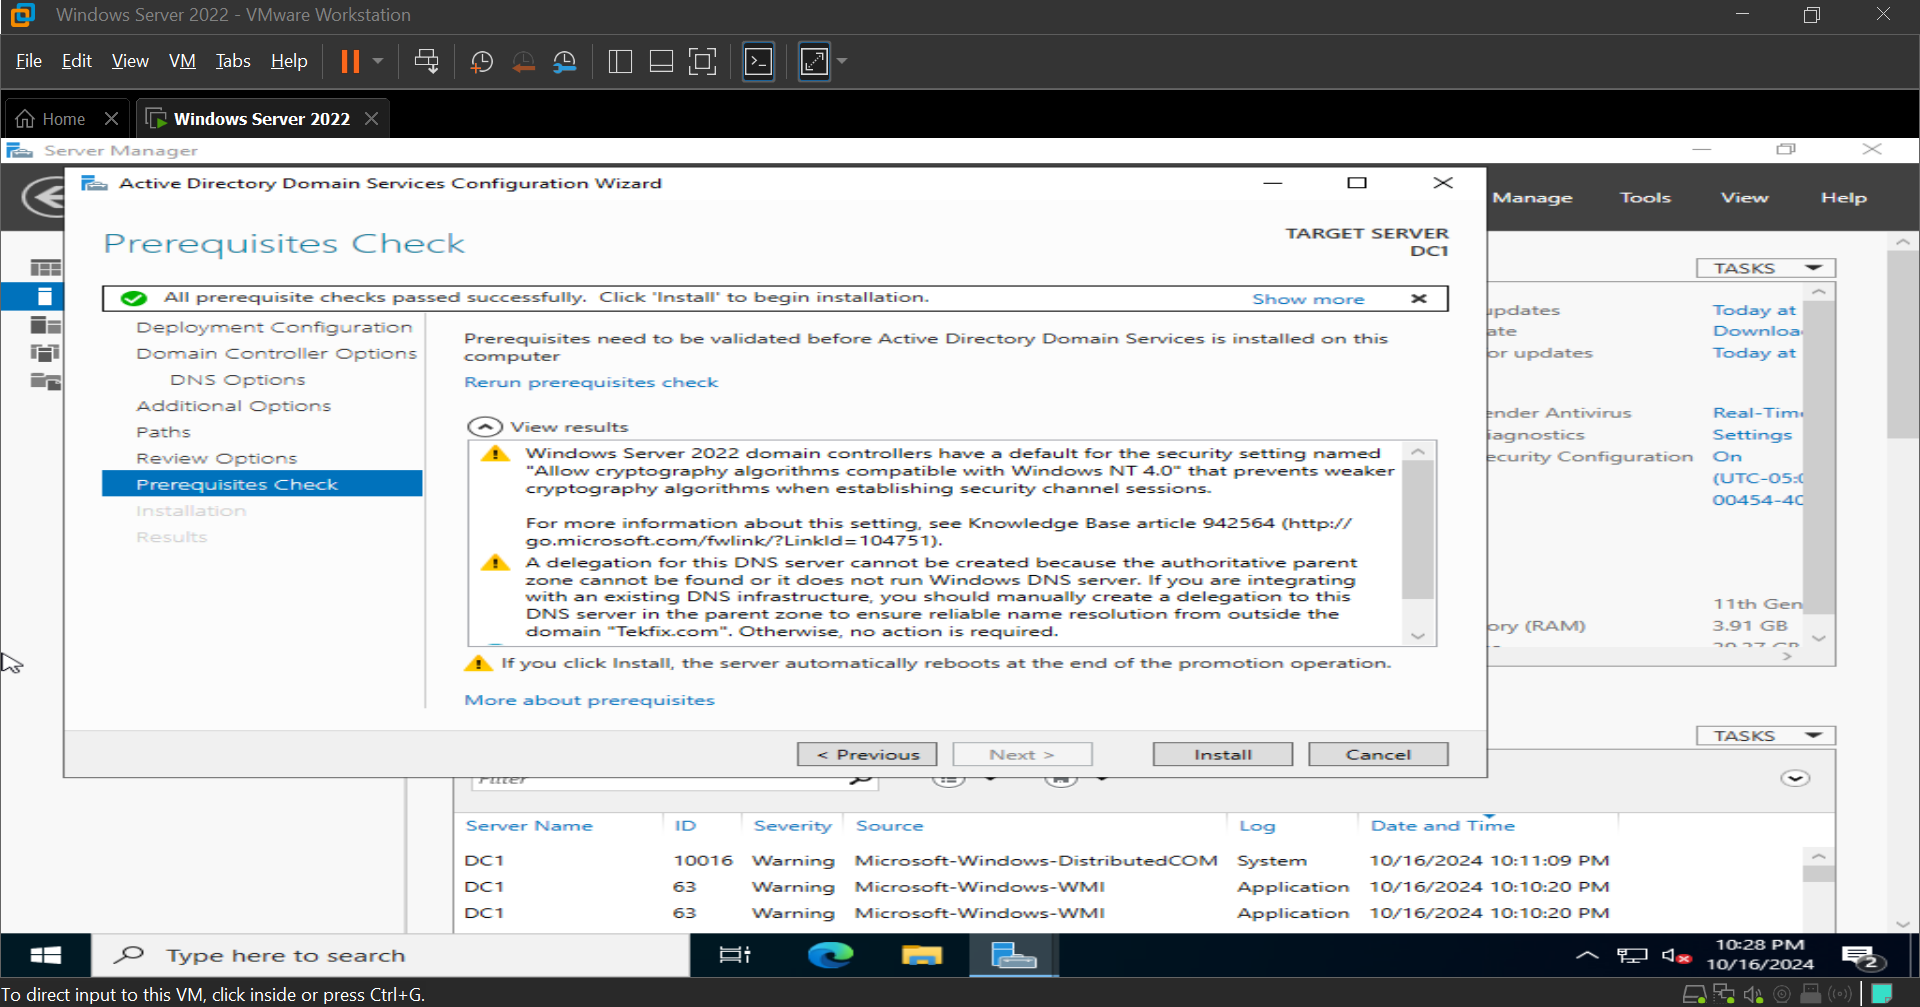 Windows Server 2022 - VMware Workstation
File Edit View VM Tabs Help
Home
Windows Server 2022
Server Manager
Manage Tools View Help
Active Directory Domain Services Configuration Wizard
Prerequisites Check
TARGET SERVER
DC1
All prerequisite checks passed successfully. Click 'Install' to begin installation.
Show more
Deployment Configuration
Domain Controller Options
DNS Options
Additional Options
Paths
Review Options
Prerequisites Check
Installation
Results
Prerequisites need to be validated before Active Directory Domain Services is installed on this
computer
Rerun prerequisites check
View results
Windows Server 2022 domain controllers have a default for the security setting named
"Allow cryptography algorithms compatible with Windows NT 4.0" that prevents weaker
cryptography algorithms when establishing security channel sessions.
For more information about this setting, see Knowledge Base article 942564 (http://
go.microsoft.com/fwlink/?LinkId=104751).
A delegation for this DNS server cannot be created because the authoritative parent
zone cannot be found or it does not run Windows DNS server. If you are integrating
with an existing DNS infrastructure, you should manually create a delegation to this
DNS server in the parent zone to ensure reliable name resolution from outside the
domain "Tekfix.com". Otherwise, no action is required.
If you click Install, the server automatically reboots at the end of the promotion operation.
More about prerequisites
< Previous
Next >
Install
Cancel
TASKS
updates Today at
ate Downloa
or updates Today at
ender Antivirus Real-Tim
iagnostics Settings
ecurity Configuration On
(UTC-05:0
00454-40
11th Gen
ory (RAM) 3.91 GB
TASKS
Filter
Server Name ID Severity Source Log Date and Time
DC1 10016 Warning Microsoft-Windows-DistributedCOM System 10/16/2024 10:11:09 PM
DC1 63 Warning Microsoft-Windows-WMI Application 10/16/2024 10:10:20 PM
DC1 63 Warning Microsoft-Windows-WMI Application 10/16/2024 10:10:20 PM
Type here to search
10:28 PM
10/16/2024
2
To direct input to this VM, click inside or press Ctrl+G.